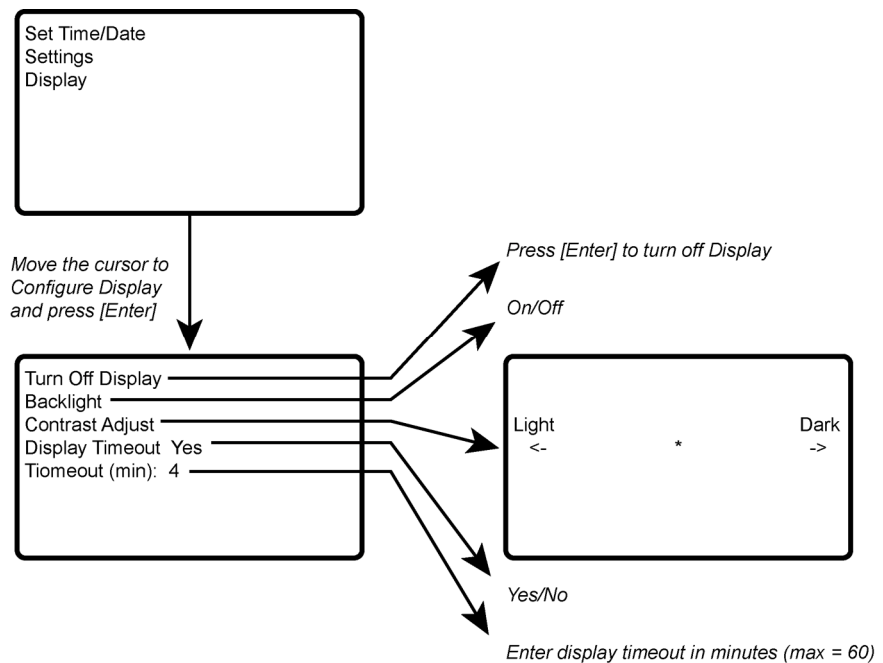 Set Time/Date
Settings
Display
Move the cursor to
Configure Display
and press [Enter]
Press [Enter] to turn off Display
On/Off
Turn Off Display
Backlight
Contrast Adjust
Display Timeout Yes
Tiomeout (min): 4
Light Dark
<- * ->
Yes/No
Enter display timeout in minutes (max = 60)